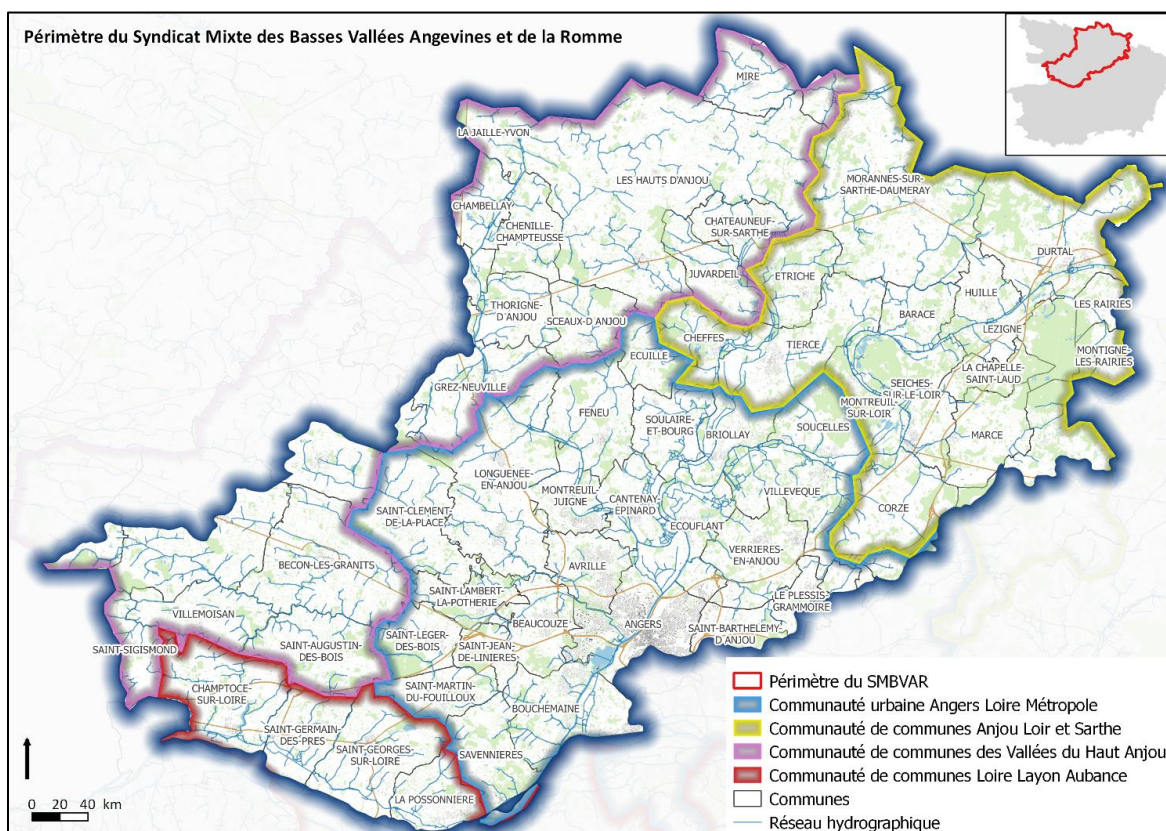 Périmètre du Syndicat Mixte des Basses Vallées Angevines et de la Romme
MIRE
LA JAILLE-YVON
LES HAUTS D'ANJOU
MORANNES-SUR-
SARTHE-DAUMERAY
CHAMBELLAY
CHENILLE-
CHAMPTEUSSE
CHATEAUNEUF-
SUR-SARTHE
DURTAL
JUVARDEIL
ETRICHE
HUILLE
LES RAIRIES
THORIGNE-
D'ANJOU
SCEAUX-D'ANJOU
BARACE
LEZIGNE
CHEFFES
TIERCE
MONTIGNE-
LES-RAIRIES
ECUILLE
LA CHAPELLE-
SAINT-LAUD
GREZ-NEUVILLE
SEICHES-
SUR-LE-LOIR
FENEU
SOULAIRE-
ET-BOURG
MONTREUIL-
SUR-LOIR
BRIOLLAY
SOUCELLES
MARCE
LONGUENEE-
EN-ANJOU
MONTREUIL-
JUIGNE
CANTENAY-
EPINARD
VILLEVEQUE
SAINT-CLEMENT-
DE-LA-PLACE
CORZE
ECOUFLANT
VERRIERES-
EN-ANJOU
BECON-LES-GRANITS
AVRILLE
SAINT-LAMBERT-
LA-POTHERIE
LE PLESSIS-
GRAMMOIRE
VILLEMOISAN
BEAUCOUZE
ANGERS
SAINT-BARTHELEMY-
D'ANJOU
SAINT-SIGISMOND
SAINT-AUGUSTIN-
DES-BOIS
SAINT-LEGER-
DES-BOIS
SAINT-JEAN-
DE-LINIERES
CHAMPTOCE-
SUR-LOIRE
SAINT-MARTIN-
DU-FOUILLOUX
BOUCHEMAINE
SAINT-GERMAIN-
DES-PRES
SAINT-GEORGES-
SUR-LOIRE
SAVENNIERES
LA POSSONNIERE
0 20 40 km
Périmètre du SMBVAR
Communauté urbaine Angers Loire Métropole
Communauté de communes Anjou Loir et Sarthe
Communauté de communes des Vallées du Haut Anjou
Communauté de communes Loire Layon Aubance
Communes
Réseau hydrographique